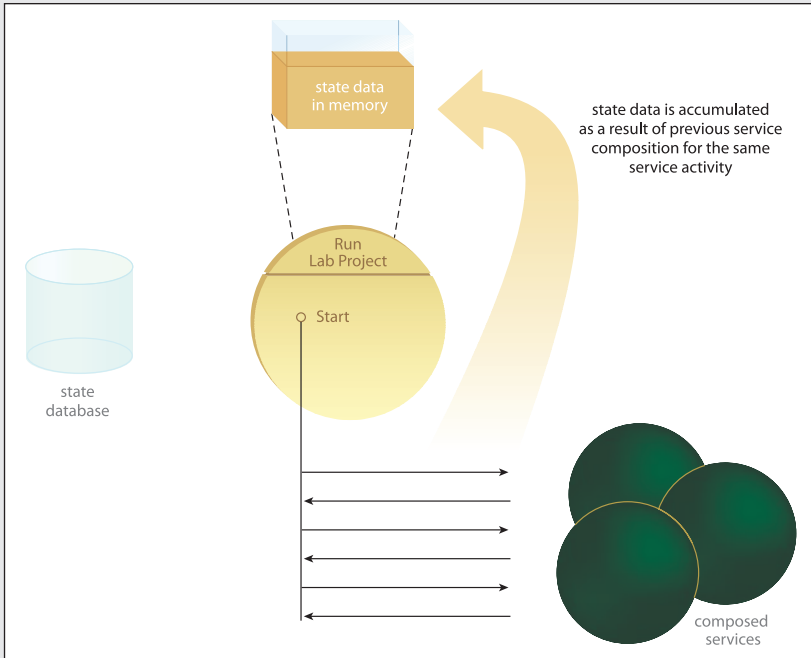 state data
in memory
state data is accumulated
as a result of previous service
composition for the same
service activity
Run
Lab Project
Start
state
database
composed
services